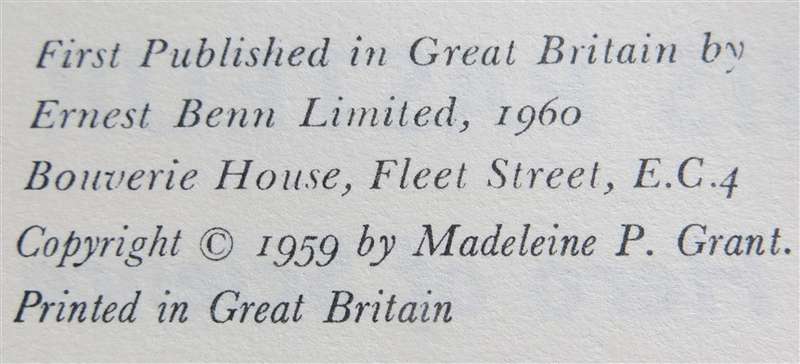 First Published in Great Britain by
Ernest Benn Limited, 1960
Bouverie House, Fleet Street, E.C.4
Copyright © 1959 by Madeleine P. Grant.
Printed in Great Britain